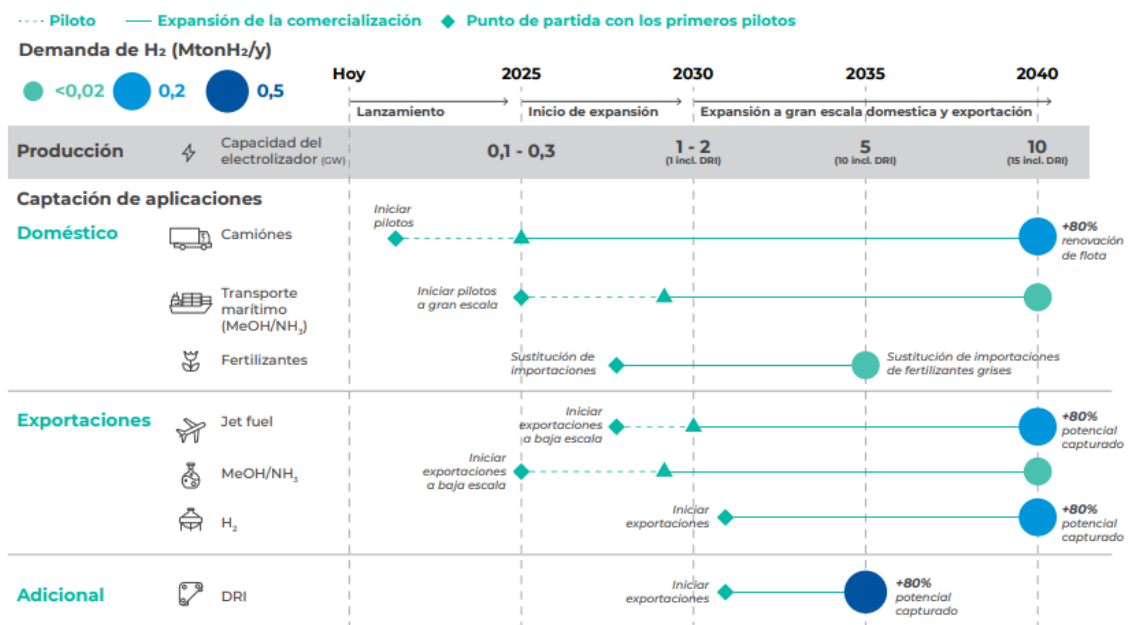 Piloto Expansión de la comercialización Punto de partida con los primeros pilotos
Demanda de H₂ (MtonH₂/y)
<0,02 0,2 0,5
Hoy 2025 2030 2035 2040
Lanzamiento Inicio de expansión Expansión a gran escala domestica y exportación
Producción
Capacidad del
electrolizador (GW)
0,1 - 0,3
1 - 2
(1 incl. DRI)
5
(10 incl. DRI)
10
(15 incl. DRI)
Captación de aplicaciones
Doméstico
Camiónes
Iniciar
pilotos
+80%
renovación
de flota
Transporte
marítimo
(MeOH/NH₃)
Iniciar pilotos
a gran escala
Fertilizantes
Sustitución de
importaciones
Sustitución de importaciones
de fertilizantes grises
Exportaciones
Jet fuel
Iniciar
exportaciones
a baja escala
+80%
potencial
capturado
MeOH/NH₃
Iniciar
exportaciones
a baja escala
H₂
Iniciar
exportaciones
+80%
potencial
capturado
Adicional
DRI
Iniciar
exportaciones
+80%
potencial
capturado